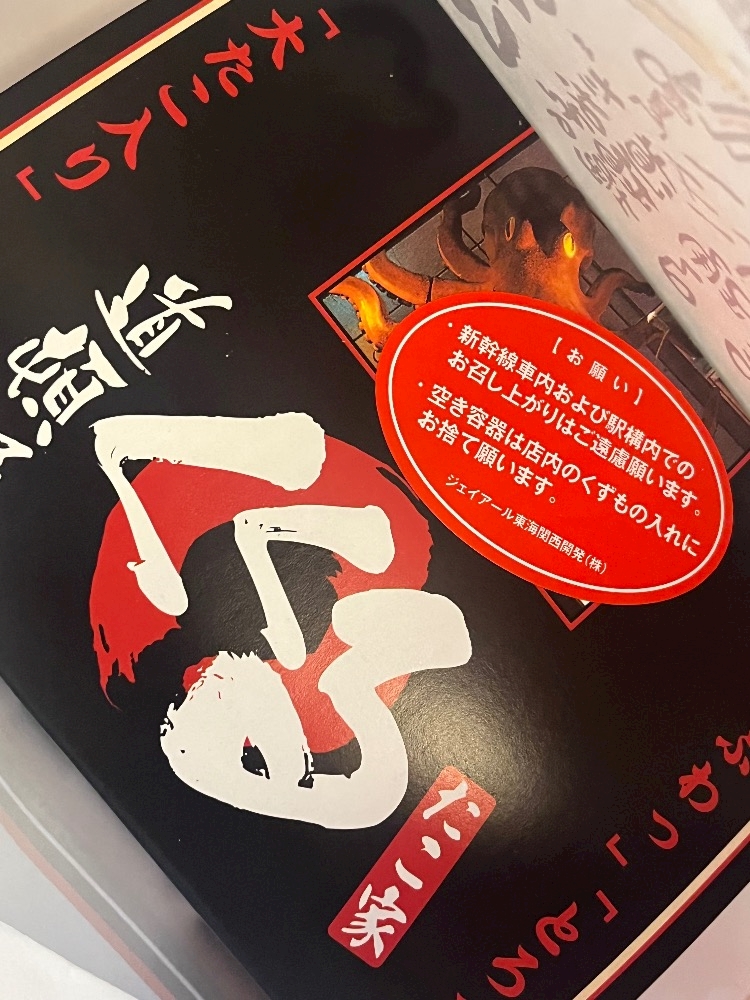 「大だこ入り」
道頓
くくる
たこ家
【お願い】
・新幹線車内および駅構内での
お召し上がりはご遠慮願います。
・空き容器は店内のくずもの入れに
お捨て願います。
ジェイアール東海関西開発(株)
ふわっ」「とろ